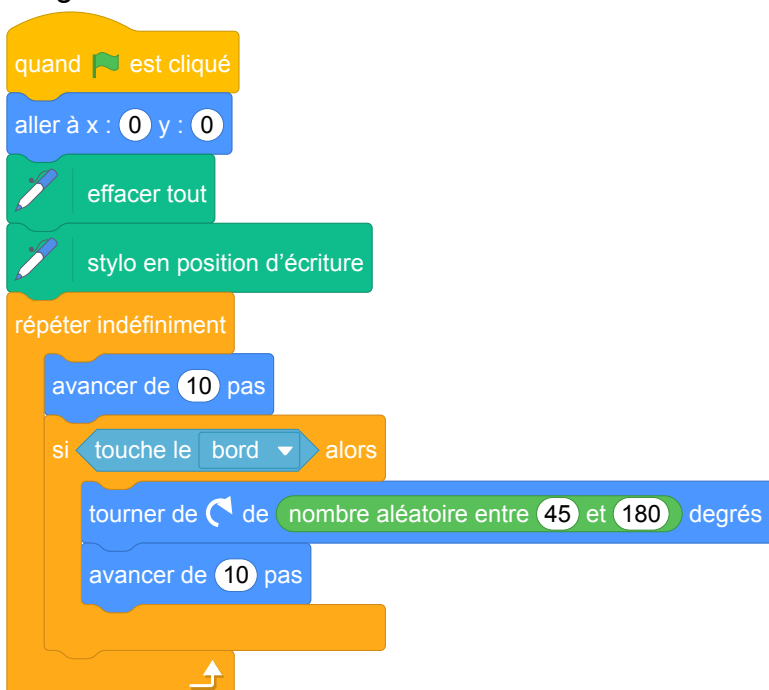 quand est cliqué
aller à x : 0 y : 0
effacer tout
stylo en position d’écriture
répéter indéfiniment
avancer de 10 pas
si touche le bord alors
tourner de de nombre aléatoire entre 45 et 180 degrés
avancer de 10 pas